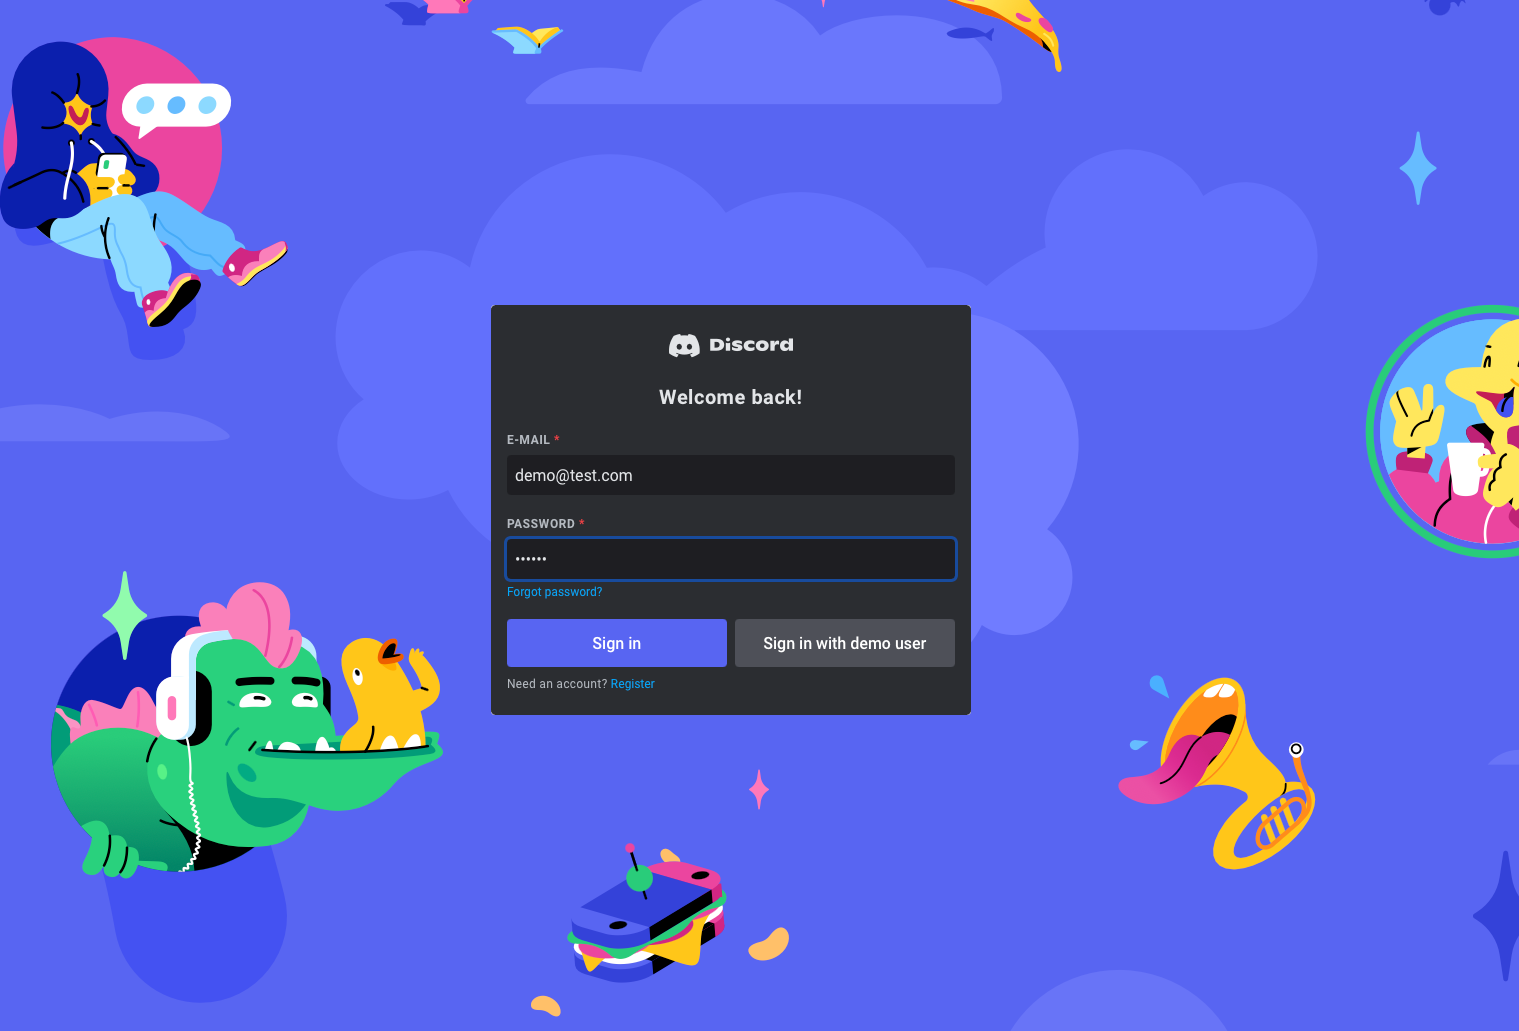 Discord
Welcome back!
E-MAIL *
demo@test.com
PASSWORD *
••••••
Forgot password?
Sign in
Sign in with demo user
Need an account? Register